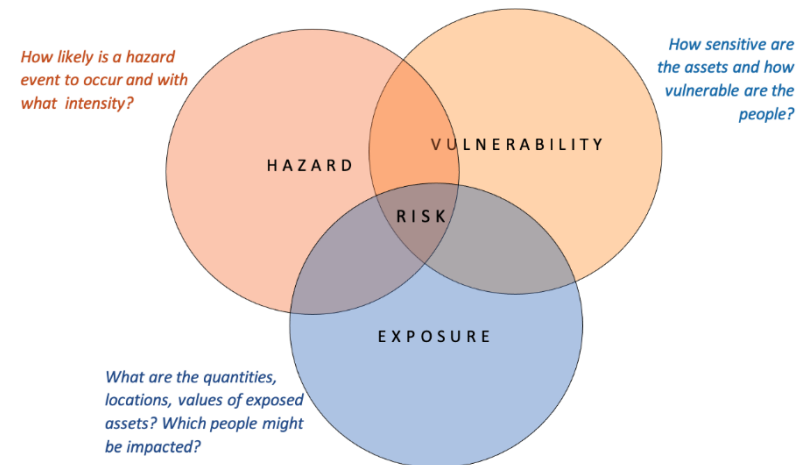 How likely is a hazard
event to occur and with
what intensity?
How sensitive are
the assets and how
vulnerable are the
people?
VULNERABILITY
HAZARD
RISK
EXPOSURE
What are the quantities,
locations, values of exposed
assets? Which people might
be impacted?